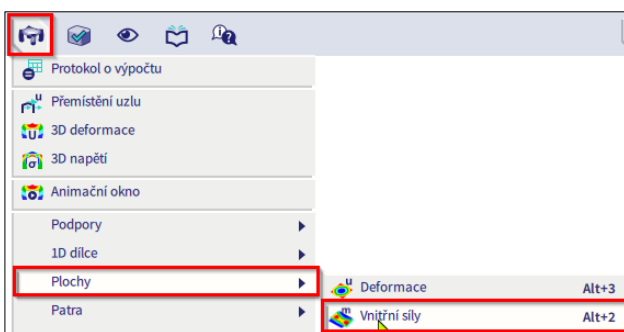 Protokol o výpočtu
Přemístění uzlu
3D deformace
3D napětí
Animační okno
Podpory
1D dílce
Plochy
Patra
Deformace Alt+3
Vnitřní síly Alt+2